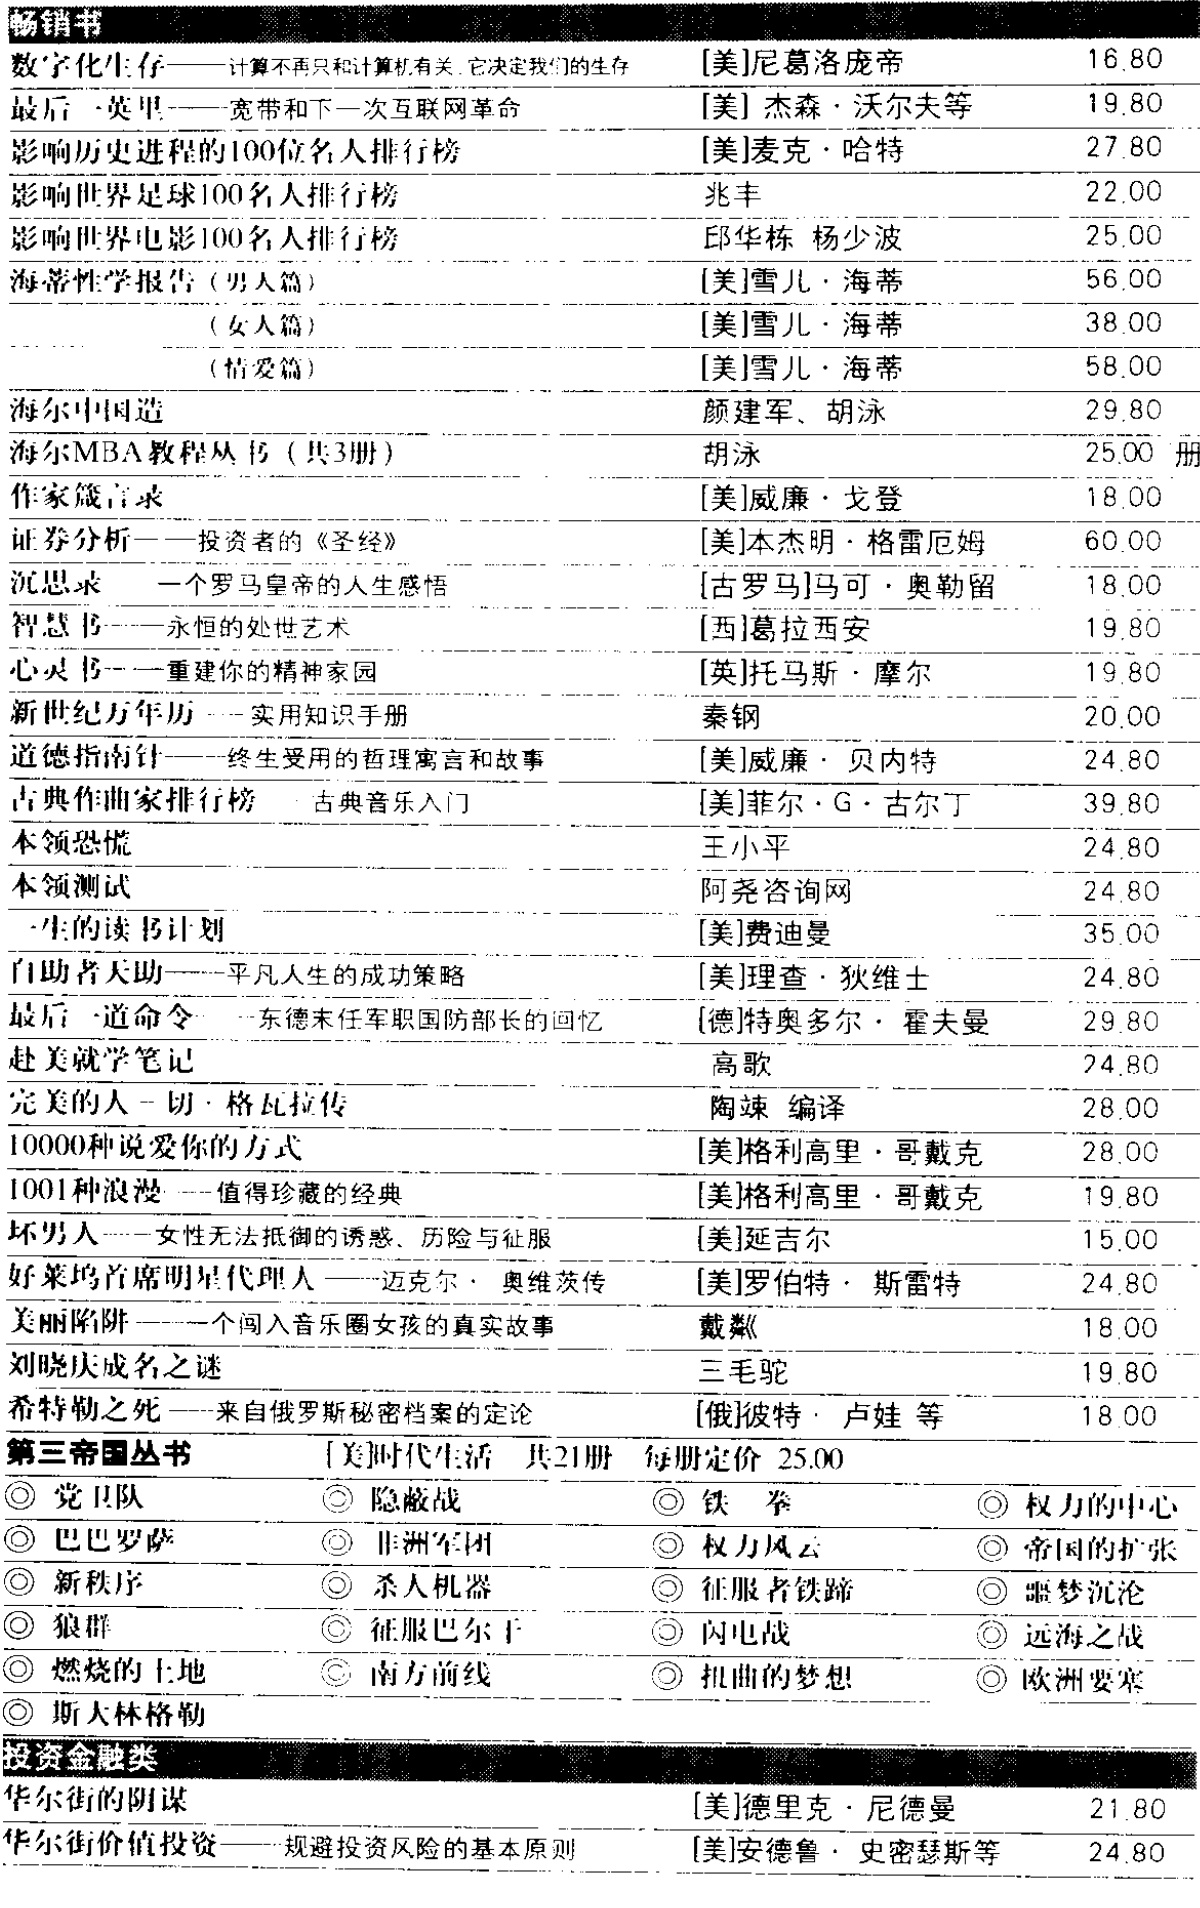 畅销书
数字化生存——计算不再只和计算机有关,它决定我们的生存 [美]尼葛洛庞帝 16.80
最后一英里——宽带和下一次互联网革命 [美] 杰森·沃尔夫等 19.80
影响历史进程的100位名人排行榜 [美]麦克·哈特 27.80
影响世界足球100名人排行榜 兆丰 22.00
影响世界电影100名人排行榜 邱华栋 杨少波 25.00
海蒂性学报告（男人篇） [美]雪儿·海蒂 56.00
（女人篇） [美]雪儿·海蒂 38.00
（情爱篇） [美]雪儿·海蒂 58.00
海尔中国造 颜建军、胡泳 29.80
海尔MBA教程丛书（共3册） 胡泳 25.00 册
作家箴言录 [美]威廉·戈登 18.00
证券分析——投资者的《圣经》 [美]本杰明·格雷厄姆 60.00
沉思录 一个罗马皇帝的人生感悟 [古罗马]马可·奥勒留 18.00
智慧书——永恒的处世艺术 [西]葛拉西安 19.80
心灵书——重建你的精神家园 [英]托马斯·摩尔 19.80
新世纪万年历——实用知识手册 秦钢 20.00
道德指南针——终生受用的哲理寓言和故事 [美]威廉·贝内特 24.80
古典作曲家排行榜 古典音乐入门 [美]菲尔·G·古尔丁 39.80
本领恐慌 王小平 24.80
本领测试 阿尧咨询网 24.80
一生的读书计划 [美]费迪曼 35.00
自助者天助——平凡人生的成功策略 [美]理查·狄维士 24.80
最后一道命令——东德末任军职国防部长的回忆 [德]特奥多尔·霍夫曼 29.80
赴美就学笔记 高歌 24.80
完美的人－切·格瓦拉传 陶竦 编译 28.00
10000种说爱你的方式 [美]格利高里·哥戴克 28.00
1001种浪漫——值得珍藏的经典 [美]格利高里·哥戴克 19.80
坏男人——女性无法抵御的诱惑、历险与征服 [美]延吉尔 15.00
好莱坞首席明星代理人——迈克尔·奥维茨传 [美]罗伯特·斯雷特 24.80
美丽陷阱——一个闯入音乐圈女孩的真实故事 戴粼 18.00
刘晓庆成名之谜 三毛驼 19.80
希特勒之死——来自俄罗斯秘密档案的定论 [俄]彼特·卢娃 等 18.00
第三帝国丛书 [美]时代生活 共21册 每册定价 25.00
◎ 党卫队 ◎ 隐蔽战 ◎ 铁 拳 ◎ 权力的中心
◎ 巴巴罗萨 ◎ 非洲军团 ◎ 权力风云 ◎ 帝国的扩张
◎ 新秩序 ◎ 杀人机器 ◎ 征服者铁蹄 ◎ 噩梦沉沦
◎ 狼群 ◎ 征服巴尔干 ◎ 闪电战 ◎ 远海之战
◎ 燃烧的土地 ◎ 南方前线 ◎ 扭曲的梦想 ◎ 欧洲要塞
◎ 斯大林格勒
投资金融类
华尔街的阴谋 [美]德里克·尼德曼 21.80
华尔街价值投资——规避投资风险的基本原则 [美]安德鲁·史密瑟斯等 24.80